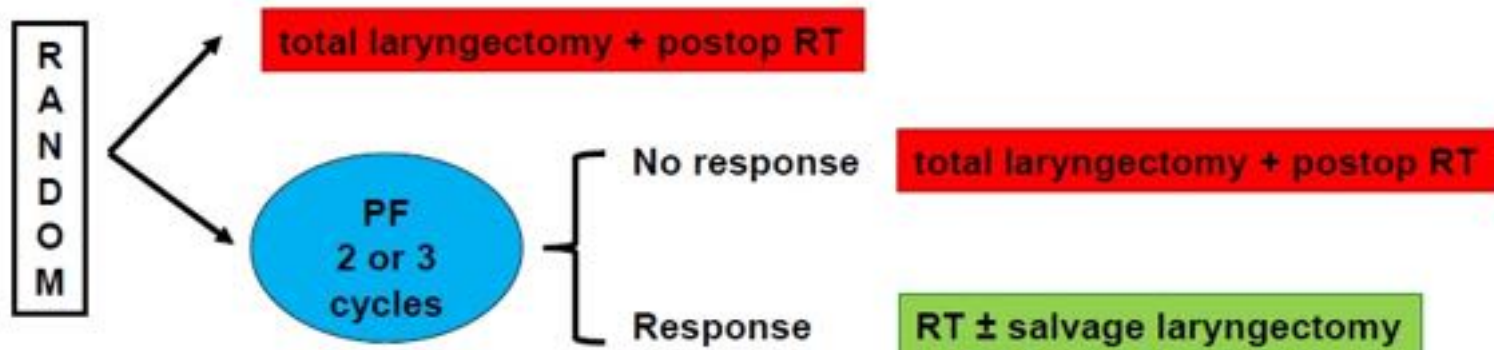 R
A
N
D
O
M
total laryngectomy + postop RT
PF
2 or 3
cycles
No response
total laryngectomy + postop RT
Response
RT ± salvage laryngectomy